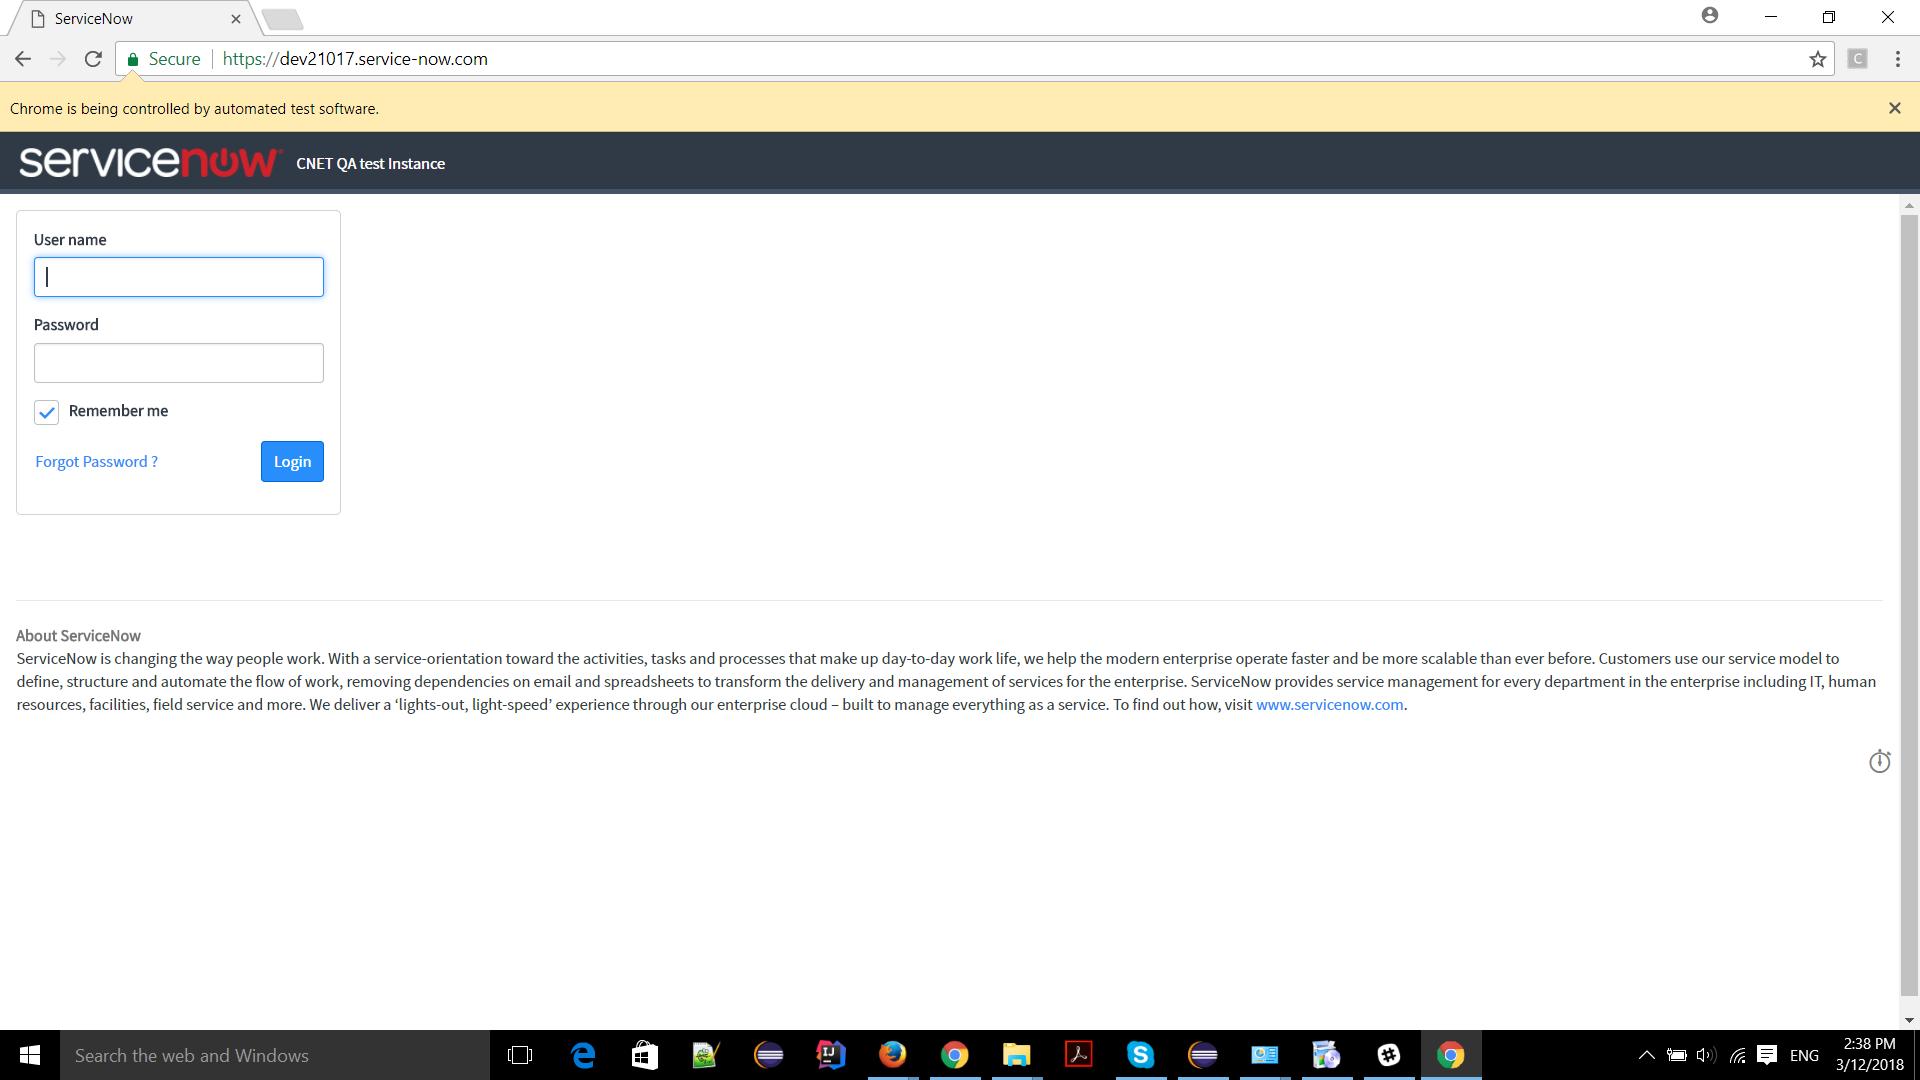 ServiceNow
Secure https://dev21017.service-now.com
C
Chrome is being controlled by automated test software.
servicenow CNET QA test Instance
User name
Password
Remember me
Forgot Password ? Login
About ServiceNow
ServiceNow is changing the way people work. With a service-orientation toward the activities, tasks and processes that make up day-to-day work life, we help the modern enterprise operate faster and be more scalable than ever before. Customers use our service model to
define, structure and automate the flow of work, removing dependencies on email and spreadsheets to transform the delivery and management of services for the enterprise. ServiceNow provides service management for every department in the enterprise including IT, human
resources, facilities, field service and more. We deliver a ‘lights-out, light-speed’ experience through our enterprise cloud – built to manage everything as a service. To find out how, visit www.servicenow.com.
Search the web and Windows
IJ
ENG
2:38 PM
3/12/2018